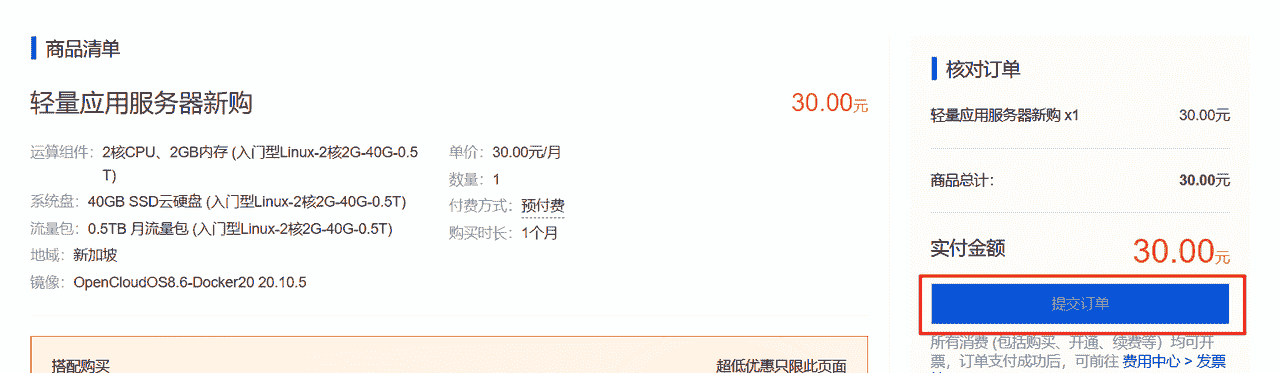 商品清单
轻量应用服务器新购
30.00元
运算组件： 2核CPU、2GB内存 (入门型Linux-2核2G-40G-0.5
T)
系统盘： 40GB SSD云硬盘 (入门型Linux-2核2G-40G-0.5T)
流量包： 0.5TB 月流量包 (入门型Linux-2核2G-40G-0.5T)
地域： 新加坡
镜像： OpenCloudOS8.6-Docker20 20.10.5
单价： 30.00元/月
数量： 1
付费方式： 预付费
购买时长： 1个月
搭配购买
超低优惠只限此页面
核对订单
轻量应用服务器新购 x1 30.00元
商品总计： 30.00元
实付金额 30.00元
提交订单
所有消费 (包括购买、开通、续费等）均可开
票，订单支付成功后，可前往 费用中心 > 发票